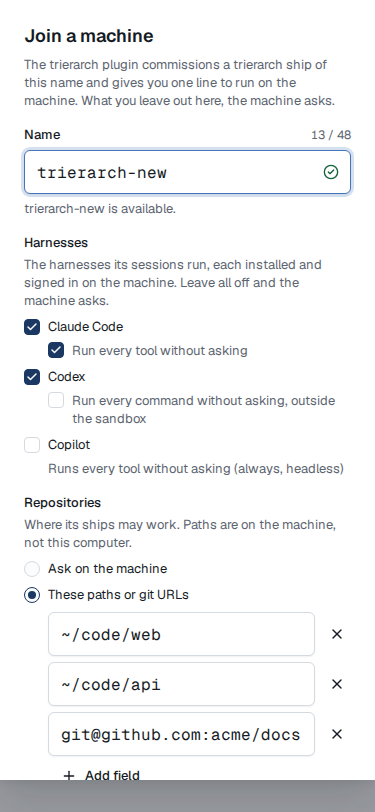 Join a machine
The trierarch plugin commissions a trierarch ship of
this name and gives you one line to run on the
machine. What you leave out here, the machine asks.
Name 13 / 48
trierarch-new
trierarch-new is available.
Harnesses
The harnesses its sessions run, each installed and
signed in on the machine. Leave all off and the
machine asks.
Claude Code
Run every tool without asking
Codex
Run every command without asking, outside
the sandbox
Copilot
Runs every tool without asking (always, headless)
Repositories
Where its ships may work. Paths are on the machine,
not this computer.
Ask on the machine
These paths or git URLs
~/code/web
~/code/api
git@github.com:acme/docs
Add field